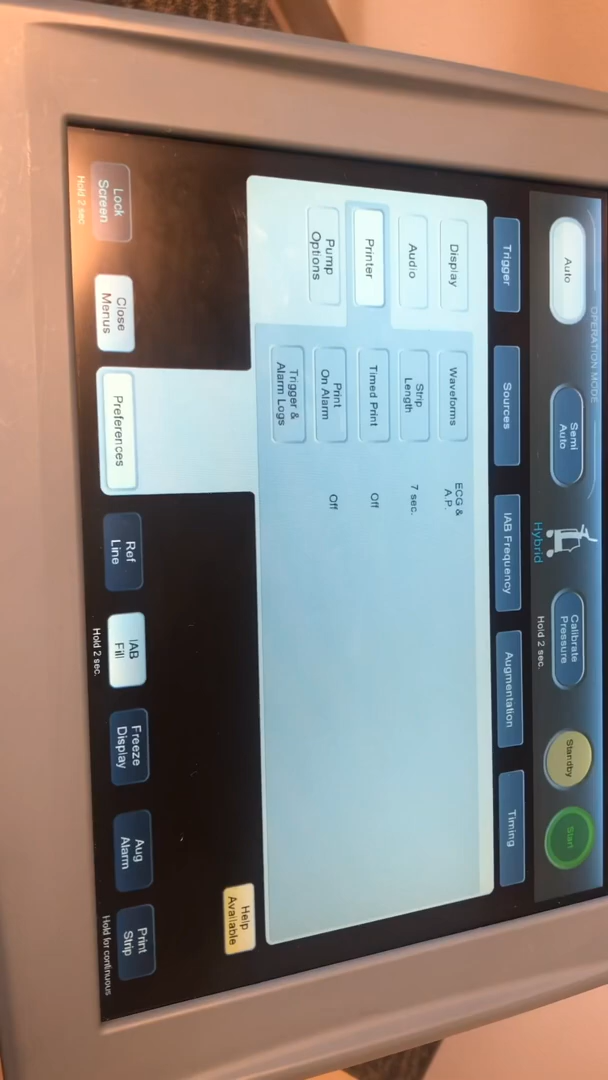 OPERATION MODE
Auto
Semi
Auto
Hybrid
Calibrate
Pressure
Hold 2 sec.
Standby
Start
Trigger
Sources
IAB Frequency
Augmentation
Timing
Display
Audio
Printer
Pump
Options
Waveforms
ECG &
A.P.
Strip
Length
7 sec.
Timed Print
Off
Print
On Alarm
Off
Trigger &
Alarm Logs
Help
Available
Lock
Screen
Hold 2 sec
Close
Menus
Preferences
Ref
Line
IAB
Fill
Hold 2 sec.
Freeze
Display
Aug
Alarm
Print
Strip
Hold for continuous